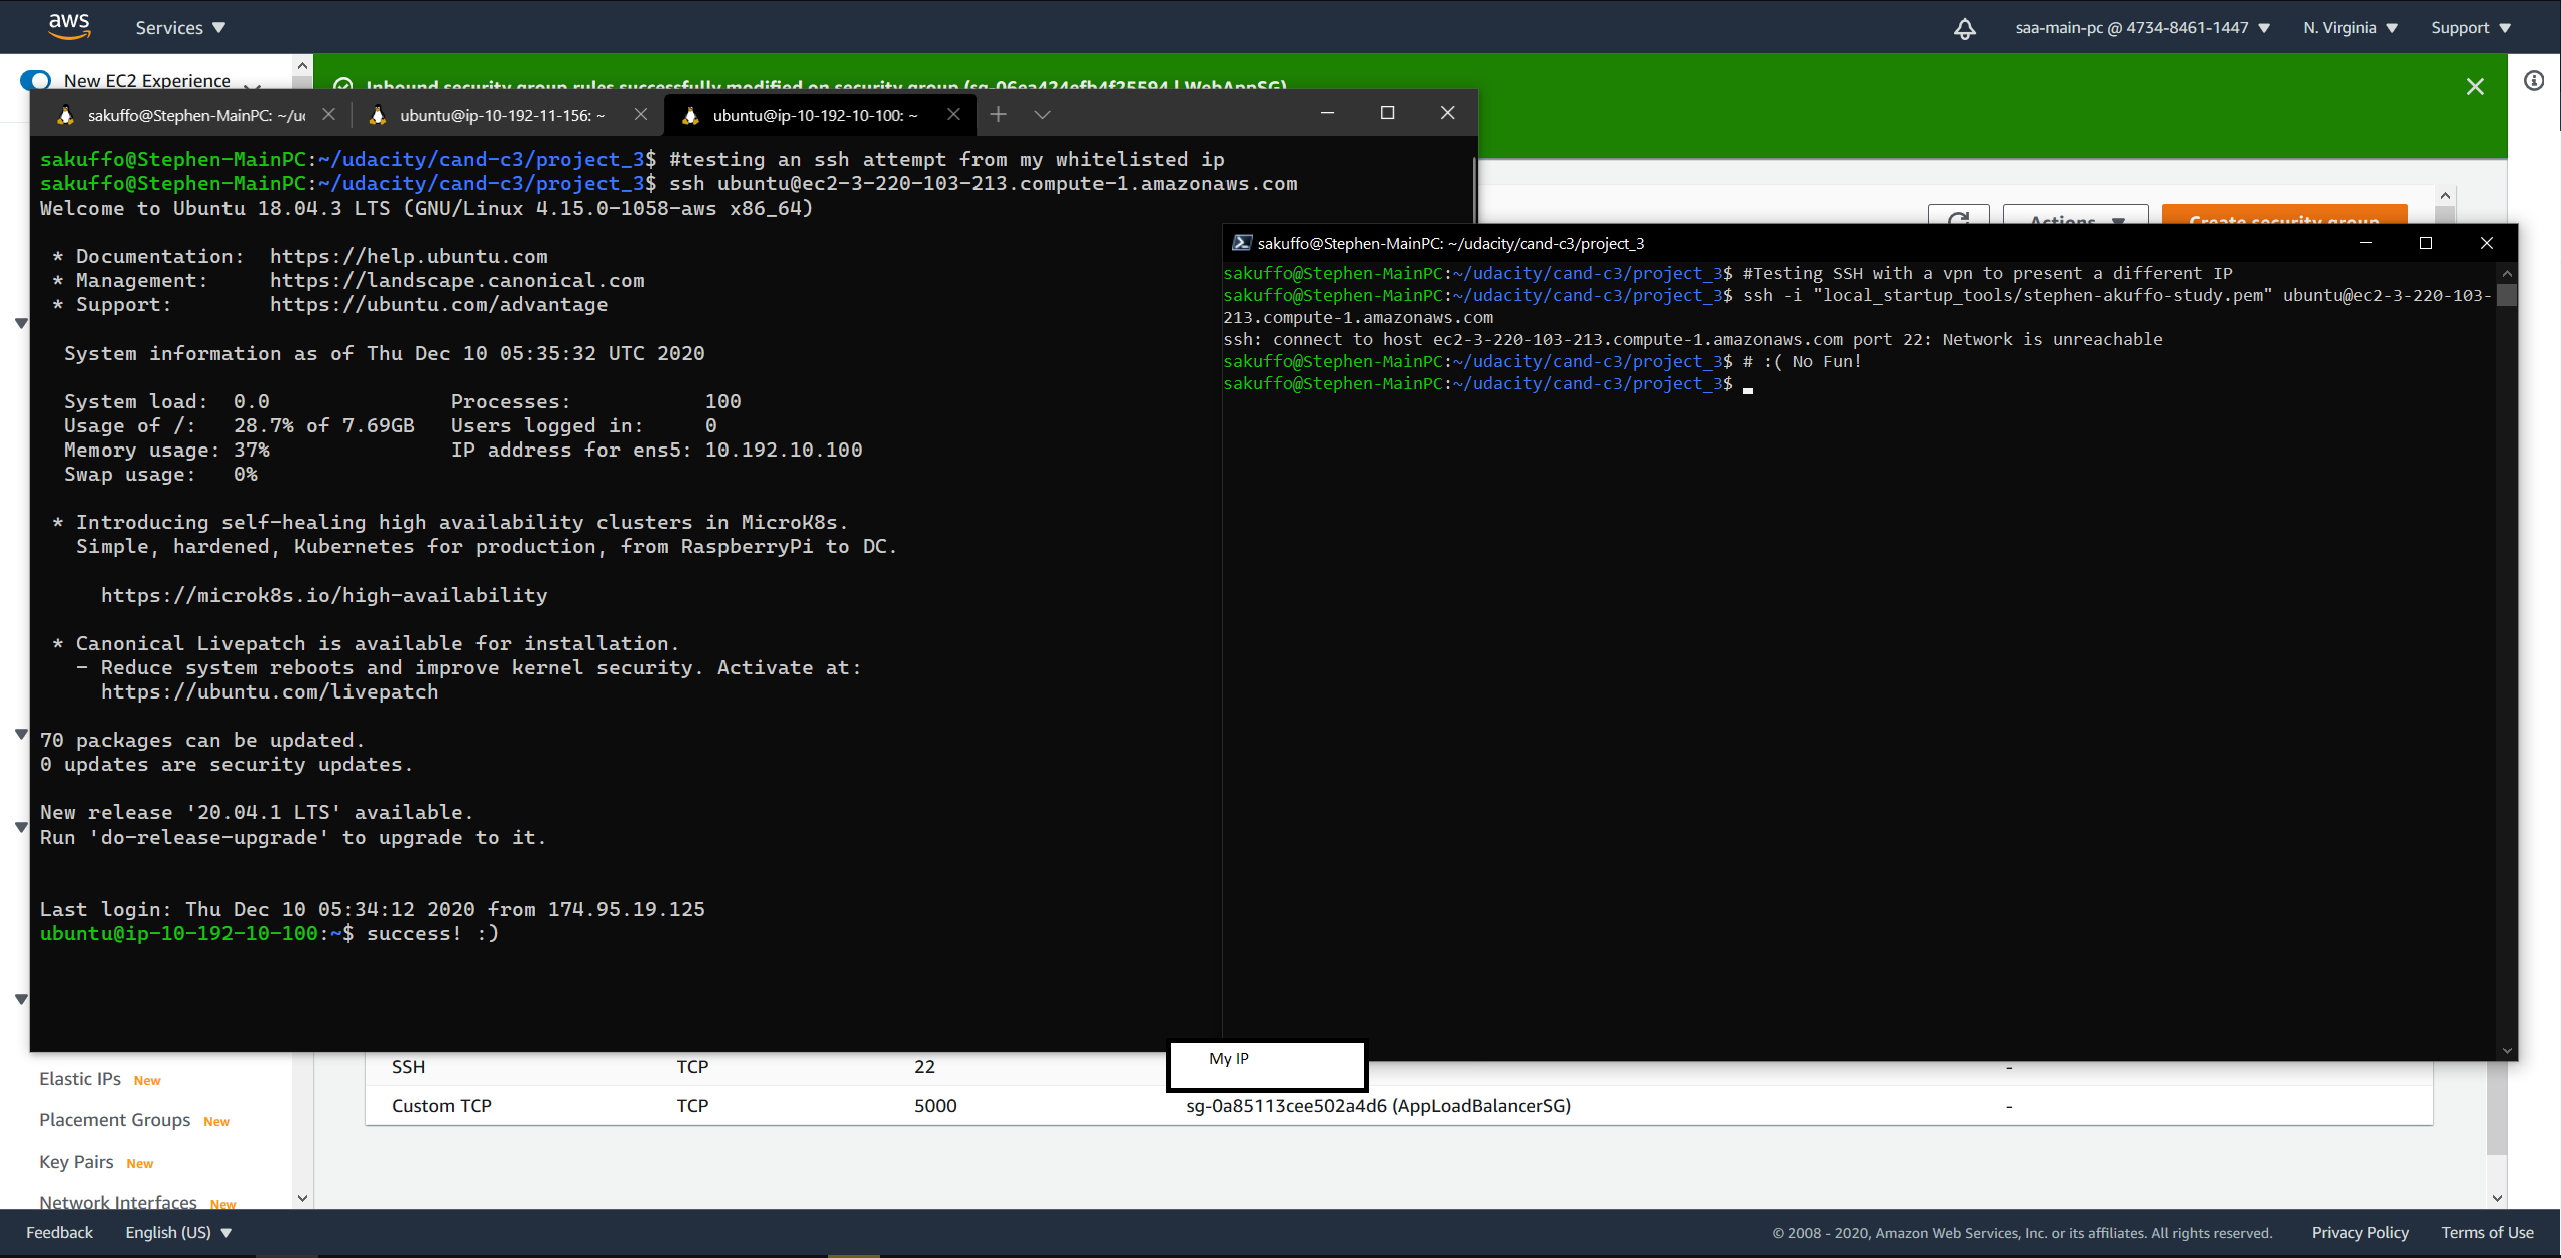 aws Services saa-main-pc @ 4734-8461-1447 N. Virginia Support
New EC2 Experience
Inbound security group rules successfully modified on security group (sg-06ea424efb4f25594 | WebAppSG)
sakuffo@Stephen-MainPC: ~/u ubuntu@ip-10-192-11-156: ~ ubuntu@ip-10-192-10-100: ~
sakuffo@Stephen-MainPC:~/udacity/cand-c3/project_3$ #testing an ssh attempt from my whitelisted ip
sakuffo@Stephen-MainPC:~/udacity/cand-c3/project_3$ ssh ubuntu@ec2-3-220-103-213.compute-1.amazonaws.com
Welcome to Ubuntu 18.04.3 LTS (GNU/Linux 4.15.0-1058-aws x86_64)
* Documentation: https://help.ubuntu.com
* Management: https://landscape.canonical.com
* Support: https://ubuntu.com/advantage
System information as of Thu Dec 10 05:35:32 UTC 2020
System load: 0.0 Processes: 100
Usage of /: 28.7% of 7.69GB Users logged in: 0
Memory usage: 37% IP address for ens5: 10.192.10.100
Swap usage: 0%
* Introducing self-healing high availability clusters in MicroK8s.
Simple, hardened, Kubernetes for production, from RaspberryPi to DC.
https://microk8s.io/high-availability
* Canonical Livepatch is available for installation.
- Reduce system reboots and improve kernel security. Activate at:
https://ubuntu.com/livepatch
70 packages can be updated.
0 updates are security updates.
New release '20.04.1 LTS' available.
Run 'do-release-upgrade' to upgrade to it.
Last login: Thu Dec 10 05:34:12 2020 from 174.95.19.125
ubuntu@ip-10-192-10-100:~$ success! :)
Actions Create security group
sakuffo@Stephen-MainPC: ~/udacity/cand-c3/project_3
sakuffo@Stephen-MainPC:~/udacity/cand-c3/project_3$ #Testing SSH with a vpn to present a different IP
sakuffo@Stephen-MainPC:~/udacity/cand-c3/project_3$ ssh -i "local_startup_tools/stephen-akuffo-study.pem" ubuntu@ec2-3-220-103-
213.compute-1.amazonaws.com
ssh: connect to host ec2-3-220-103-213.compute-1.amazonaws.com port 22: Network is unreachable
sakuffo@Stephen-MainPC:~/udacity/cand-c3/project_3$ # :( No Fun!
sakuffo@Stephen-MainPC:~/udacity/cand-c3/project_3$
SSH TCP 22 My IP -
Custom TCP TCP 5000 sg-0a85113cee502a4d6 (AppLoadBalancerSG) -
Elastic IPs New
Placement Groups New
Key Pairs New
Network Interfaces New
Feedback English (US) © 2008 - 2020, Amazon Web Services, Inc. or its affiliates. All rights reserved. Privacy Policy Terms of Use